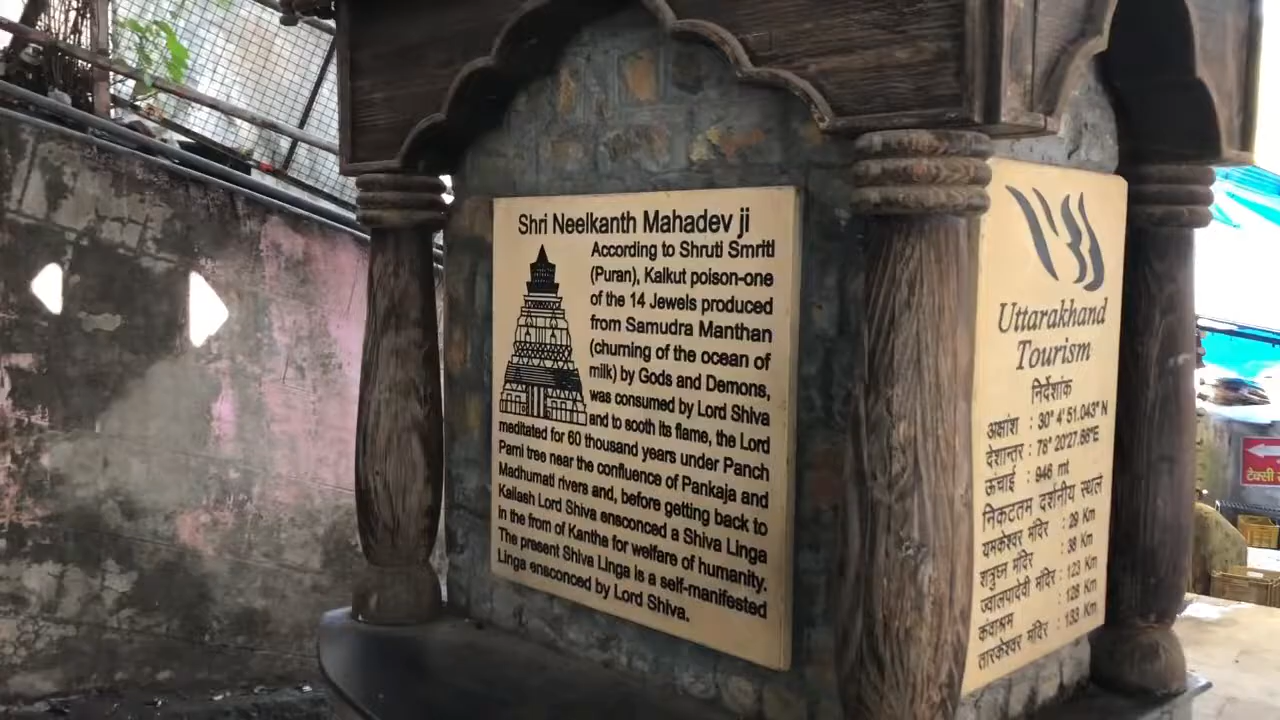 Shri Neelkanth Mahadev ji
According to Shruti Smriti
(Puran), Kalkut poison-one
of the 14 Jewels produced
from Samudra Manthan
(churning of the ocean of
milk) by Gods and Demons,
was consumed by Lord Shiva
and to sooth its flame, the Lord
meditated for 60 thousand years under Panch
Parni tree near the confluence of Pankaja and
Madhumati rivers and, before getting back to
Kailash Lord Shiva ensconced a Shiva Linga
in the from of Kantha for welfare of humanity.
The present Shiva Linga is a self-manifested
Linga ensconced by Lord Shiva.
Uttarakhand
Tourism
निर्देशांक
अक्षांश : 30° 4' 51.043" N
देशान्तर : 78° 20'27.66"E
ऊंचाई : 946 mt
निकटतम दर्शनीय स्थल
यमकेश्वर मंदिर : 29 Km
शत्रुघ्न मंदिर : 38 Km
ज्वालपादेवी मंदिर : 123 Km
कंवाश्रम : 128 Km
तारकेश्वर मंदिर : 133 Km
टैक्सी